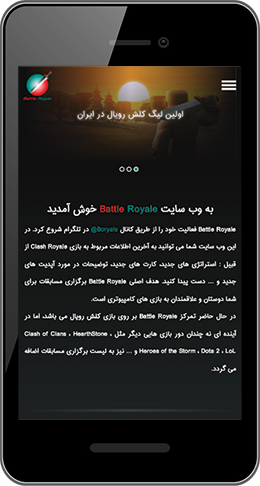 Battle Royale
اولین لیگ کلش رویال در ایران
به وب سایت Battle Royale خوش آمدید
Battle Royale فعالیت خود را از طریق کانال @Boryale در تلگرام شروع کرد. در
این وب سایت شما می توانید به آخرین اطلاعات مربوط به بازی Clash Royale از
قبیل : استراتژی های جدید، کارت های جدید، توضیحات در مورد آپدیت های
جدید و ... دست پیدا کنید. هدف اصلی Battle Royale برگزاری مسابقات برای
شما دوستان و علاقمندان به بازی های کامپیوتری است.
در حال حاضر تمرکز Battle Royale بر روی بازی کلش رویال می باشد، اما در
آینده ای نه چندان دور بازی هایی دیگر مثل Clash of Clans ، HearthStone ،
Heroes of the Storm ، Dota 2 ، LoL و ... نیز به لیست برگزاری مسابقات اضافه
می گردد.